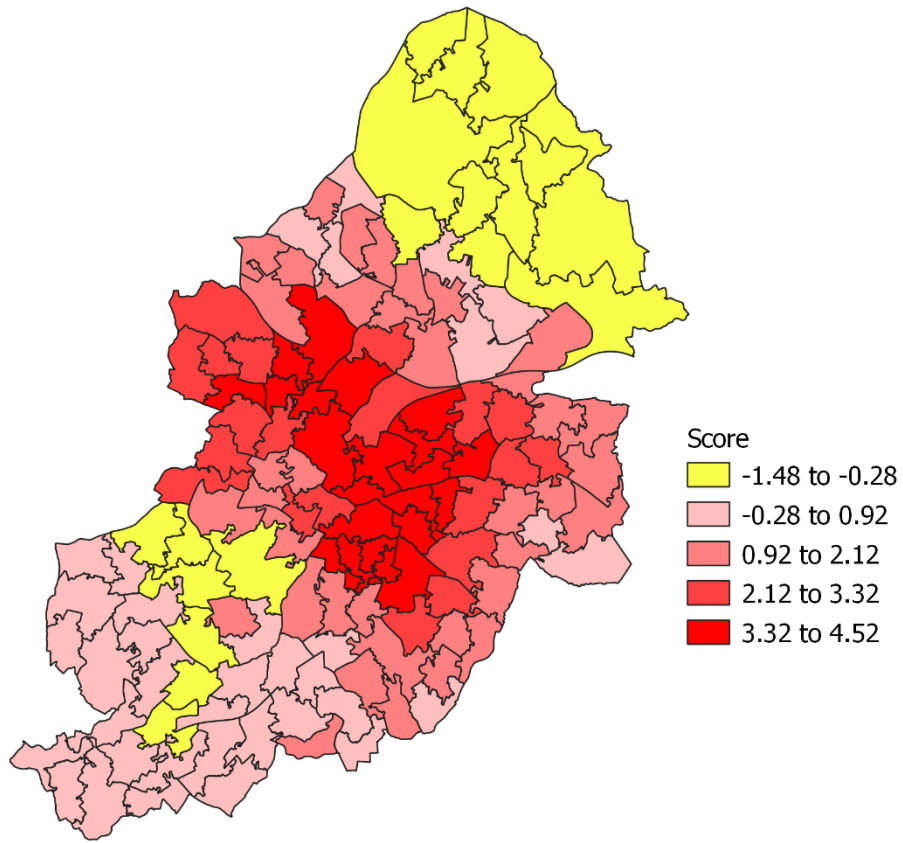 Score
-1.48 to -0.28
-0.28 to 0.92
0.92 to 2.12
2.12 to 3.32
3.32 to 4.52